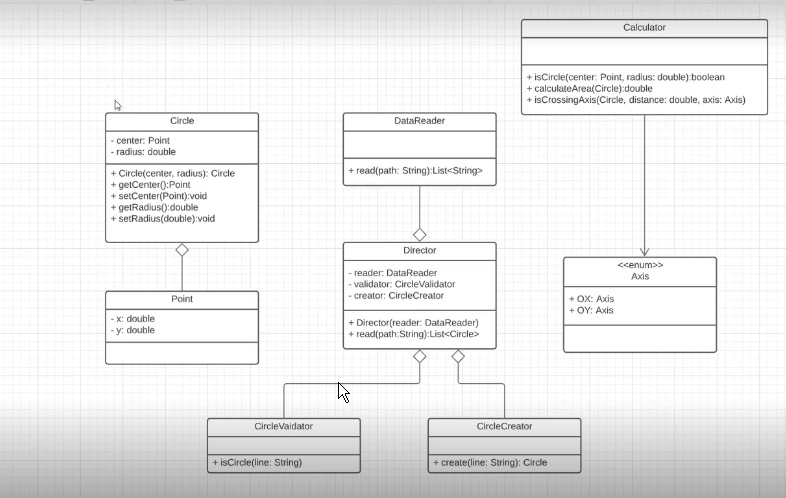 Calculator
+ isCircle(center: Point, radius: double):boolean
+ calculateArea(Circle):double
+ isCrossingAxis(Circle, distance: double, axis: Axis)
Circle
- center: Point
- radius: double
+ Circle(center, radius): Circle
+ getCenter():Point
+ setCenter(Point):void
+ getRadius():double
+ setRadius(double):void
DataReader
+ read(path: String):List<String>
Director
- reader: DataReader
- validator: CircleValidator
- creator: CircleCreator
+ Director(reader: DataReader)
+ read(path:String):List<Circle>
<<enum>>
Axis
+ OX: Axis
+ OY: Axis
Point
- x: double
- y: double
CircleVaidator
+ isCircle(line: String)
CircleCreator
+ create(line: String): Circle